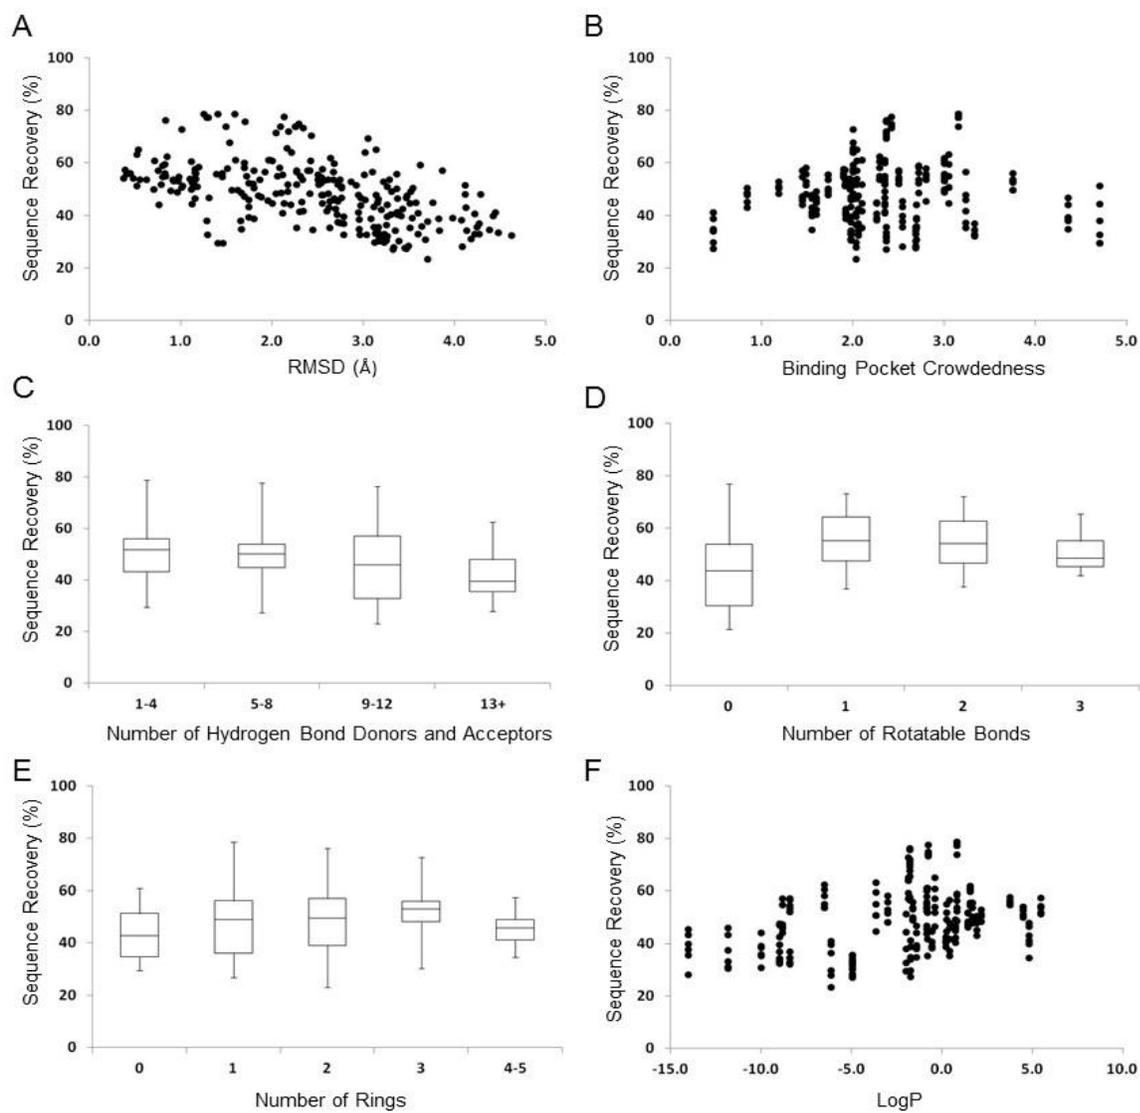 A
Sequence Recovery (%)
100
80
60
40
20
0
0.0 1.0 2.0 3.0 4.0 5.0
RMSD (Å)
B
Sequence Recovery (%)
100
80
60
40
20
0
0.0 1.0 2.0 3.0 4.0 5.0
Binding Pocket Crowdedness
C
Sequence Recovery (%)
100
80
60
40
20
0
1-4 5-8 9-12 13+
Number of Hydrogen Bond Donors and Acceptors
D
Sequence Recovery (%)
100
80
60
40
20
0
0 1 2 3
Number of Rotatable Bonds
E
Sequence Recovery (%)
100
80
60
40
20
0
0 1 2 3 4-5
Number of Rings
F
Sequence Recovery (%)
100
80
60
40
20
0
-15.0 -10.0 -5.0 0.0 5.0 10.0
LogP